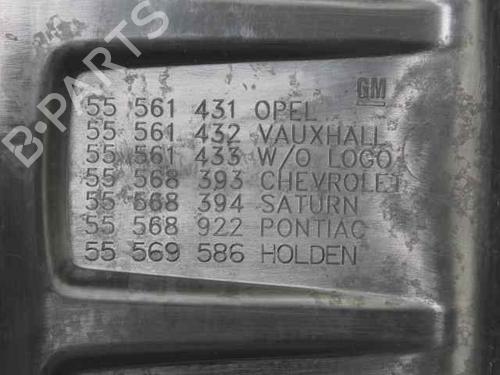 B-PARTS
GM
55 561 431 OPEL
55 561 432 VAUXHALL
55 561 433 W/O LOGO
55 568 393 CHEVROLET
55 568 394 SATURN
55 568 922 PONTIAC
55 569 586 HOLDEN